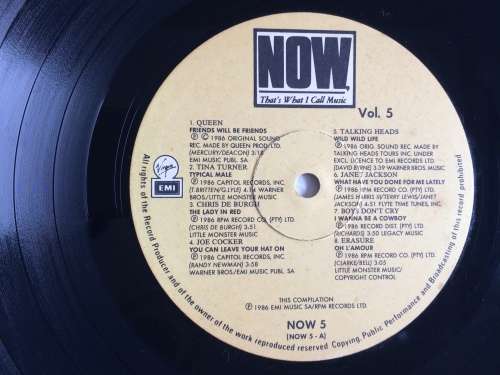 NOW,
That's What I Call Music
Vol. 5
1. QUEEN
FRIENDS WILL BE FRIENDS
℗ © 1986 ORIGINAL SOUND
REC. MADE BY QUEEN PROD LTD.
(MERCURY/DEACON) 3:18
EMI MUSIC PUBL SA
2. TINA TURNER
TYPICAL MALE
℗ 1986 CAPITOL RECORDS, INC.
(T.BRITTEN/G.LYLE) EMI MUSIC
3. CHRIS DE BURGH
THE LADY IN RED
℗ 1986 RPM RECORD CO. (PTY) LTD.
(CHRIS DE BURGH) 3.51
LITTLE MONSTER MUSIC
4. JOE COCKER
YOU CAN LEAVE YOUR HAT ON
℗ 1986 CAPITOL RECORDS, INC.
(RANDY NEWMAN) 3:58
WARNER BROS/EMI MUSIC PUBL. SA
5. TALKING HEADS
WILD WILD LIFE
℗ 1986 ORIG. SOUND REC. MADE BY
TALKING HEADS TOURS INC. UNDER
EXCL. LICENCE TO EMI RECORDS LTD.
(DAVID BYRNE) 3:39 WARNER BROS. MUSIC
6. JANET JACKSON
WHAT HAVE YOU DONE FOR ME LATELY
℗ 1986 RPM RECORD CO. (PTY) LTD.
(JAMES HARRIS III/TERRY LEWIS/JANET
JACKSON) 4.51 FLYTE TIME TUNES, INC.
7. BOYS DON'T CRY
I WANNA BE A COWBOY
℗ 1986 RECORD DIST. (PTY) LTD.
(RICHARDS) 3.50 LEGACY MUSIC
8. ERASURE
OH L'AMOUR
℗ 1986 RPM RECORD CO. (PTY) LTD.
(CLARKE/BELL) 3:05
LITTLE MONSTER MUSIC/
COPYRIGHT CONTROL
Virgin
EMI
THIS COMPILATION
℗ 1986 EMI MUSIC SA/RPM RECORDS LTD.
NOW 5
(NOW 5 - A)
All rights of the Record Producer and of the owner of the work reproduced reserved. Copying, Public Performance and Broadcasting of this record prohibited